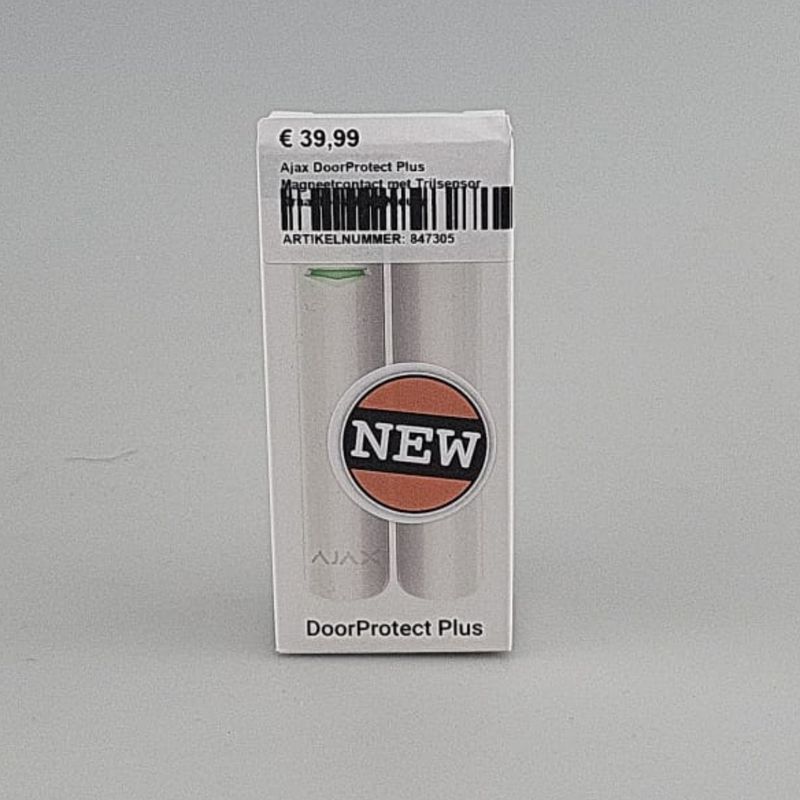 € 39,99
Ajax DoorProtect Plus
Magneetcontact met Trilsensor
ARTIKELNUMMER: 847305
NEW
AJAX
DoorProtect Plus